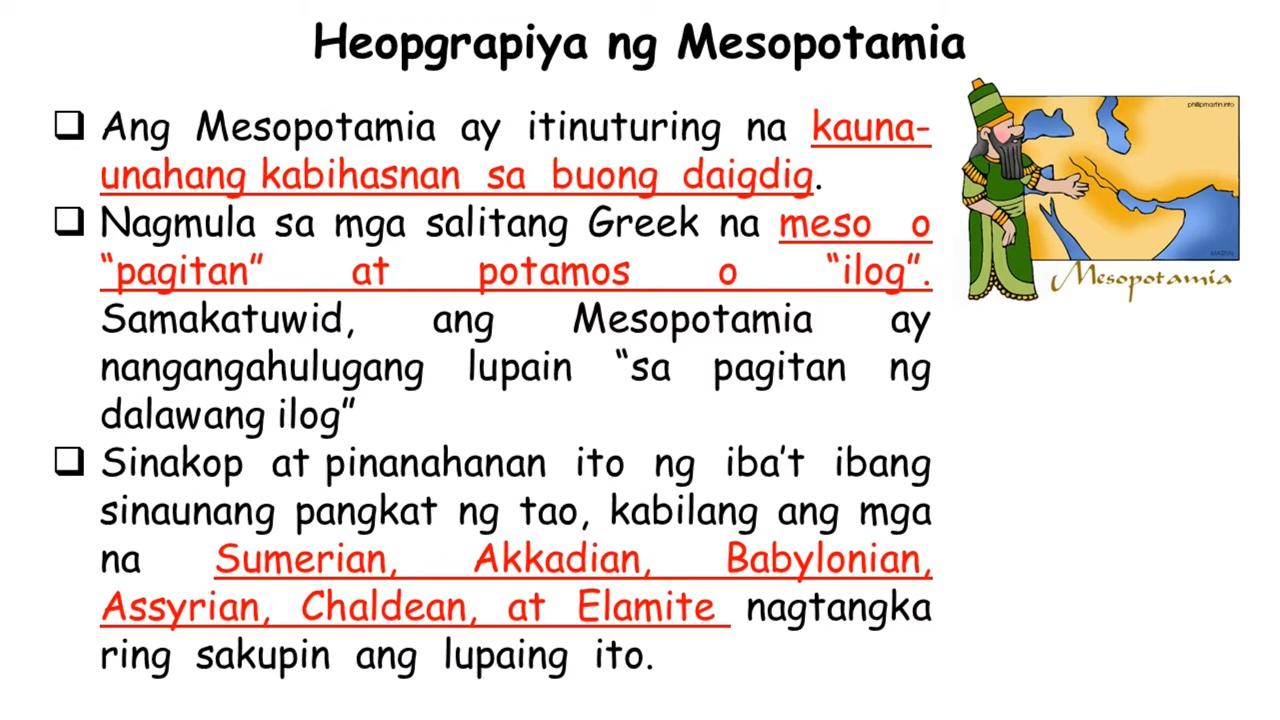 Heopgrapiya ng Mesopotamia
❑ Ang Mesopotamia ay itinuturing na kauna-
unahang kabihasnan sa buong daigdig.
❑ Nagmula sa mga salitang Greek na meso o
“pagitan” at potamos o “ilog”.
Samakatuwid, ang Mesopotamia ay
nangangahulugang lupain “sa pagitan ng
dalawang ilog”
❑ Sinakop at pinanahanan ito ng iba’t ibang
sinaunang pangkat ng tao, kabilang ang mga
na Sumerian, Akkadian, Babylonian,
Assyrian, Chaldean, at Elamite nagtangka
ring sakupin ang lupaing ito.
phillipmartin.info
MARTIN
Mesopotamia